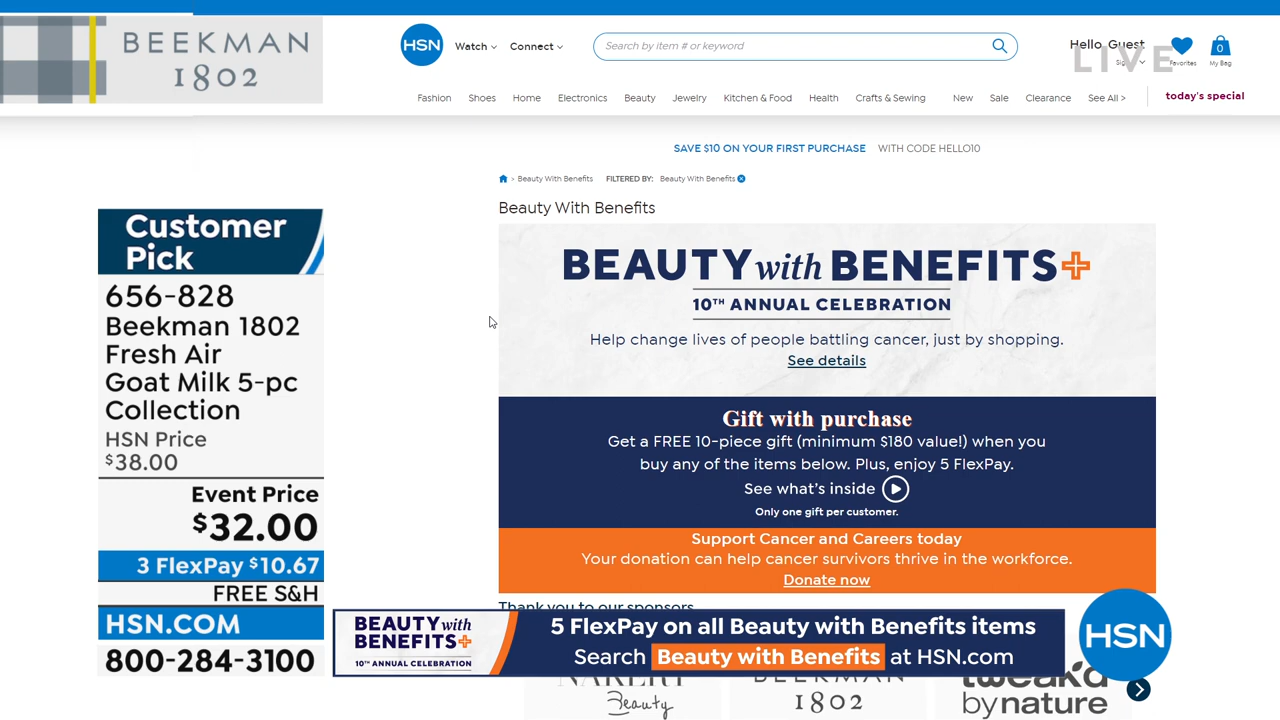 BEEKMAN
1802
HSN
Watch
Connect
Search by item # or keyword
Hello, Guest
LIVE
Favorites
0
My Bag
Fashion
Shoes
Home
Electronics
Beauty
Jewelry
Kitchen & Food
Health
Crafts & Sewing
New
Sale
Clearance
See All >
today's special
SAVE $10 ON YOUR FIRST PURCHASE WITH CODE HELLO10
> Beauty With Benefits FILTERED BY: Beauty With Benefits
Beauty With Benefits
BEAUTY with BENEFITS+
10TH ANNUAL CELEBRATION
Help change lives of people battling cancer, just by shopping.
See details
Gift with purchase
Get a FREE 10-piece gift (minimum $180 value!) when you
buy any of the items below. Plus, enjoy 5 FlexPay.
See what's inside
Only one gift per customer.
Support Cancer and Careers today
Your donation can help cancer survivors thrive in the workforce.
Donate now
Thank you to our sponsors
Customer
Pick
656-828
Beekman 1802
Fresh Air
Goat Milk 5-pc
Collection
HSN Price
$38.00
Event Price
$32.00
3 FlexPay $10.67
FREE S&H
HSN.COM
800-284-3100
BEAUTY with
BENEFITS+
10TH ANNUAL CELEBRATION
5 FlexPay on all Beauty with Benefits items
Search Beauty with Benefits at HSN.com
HSN
Beauty
BEEKMAN
1802
tweak'd
by nature